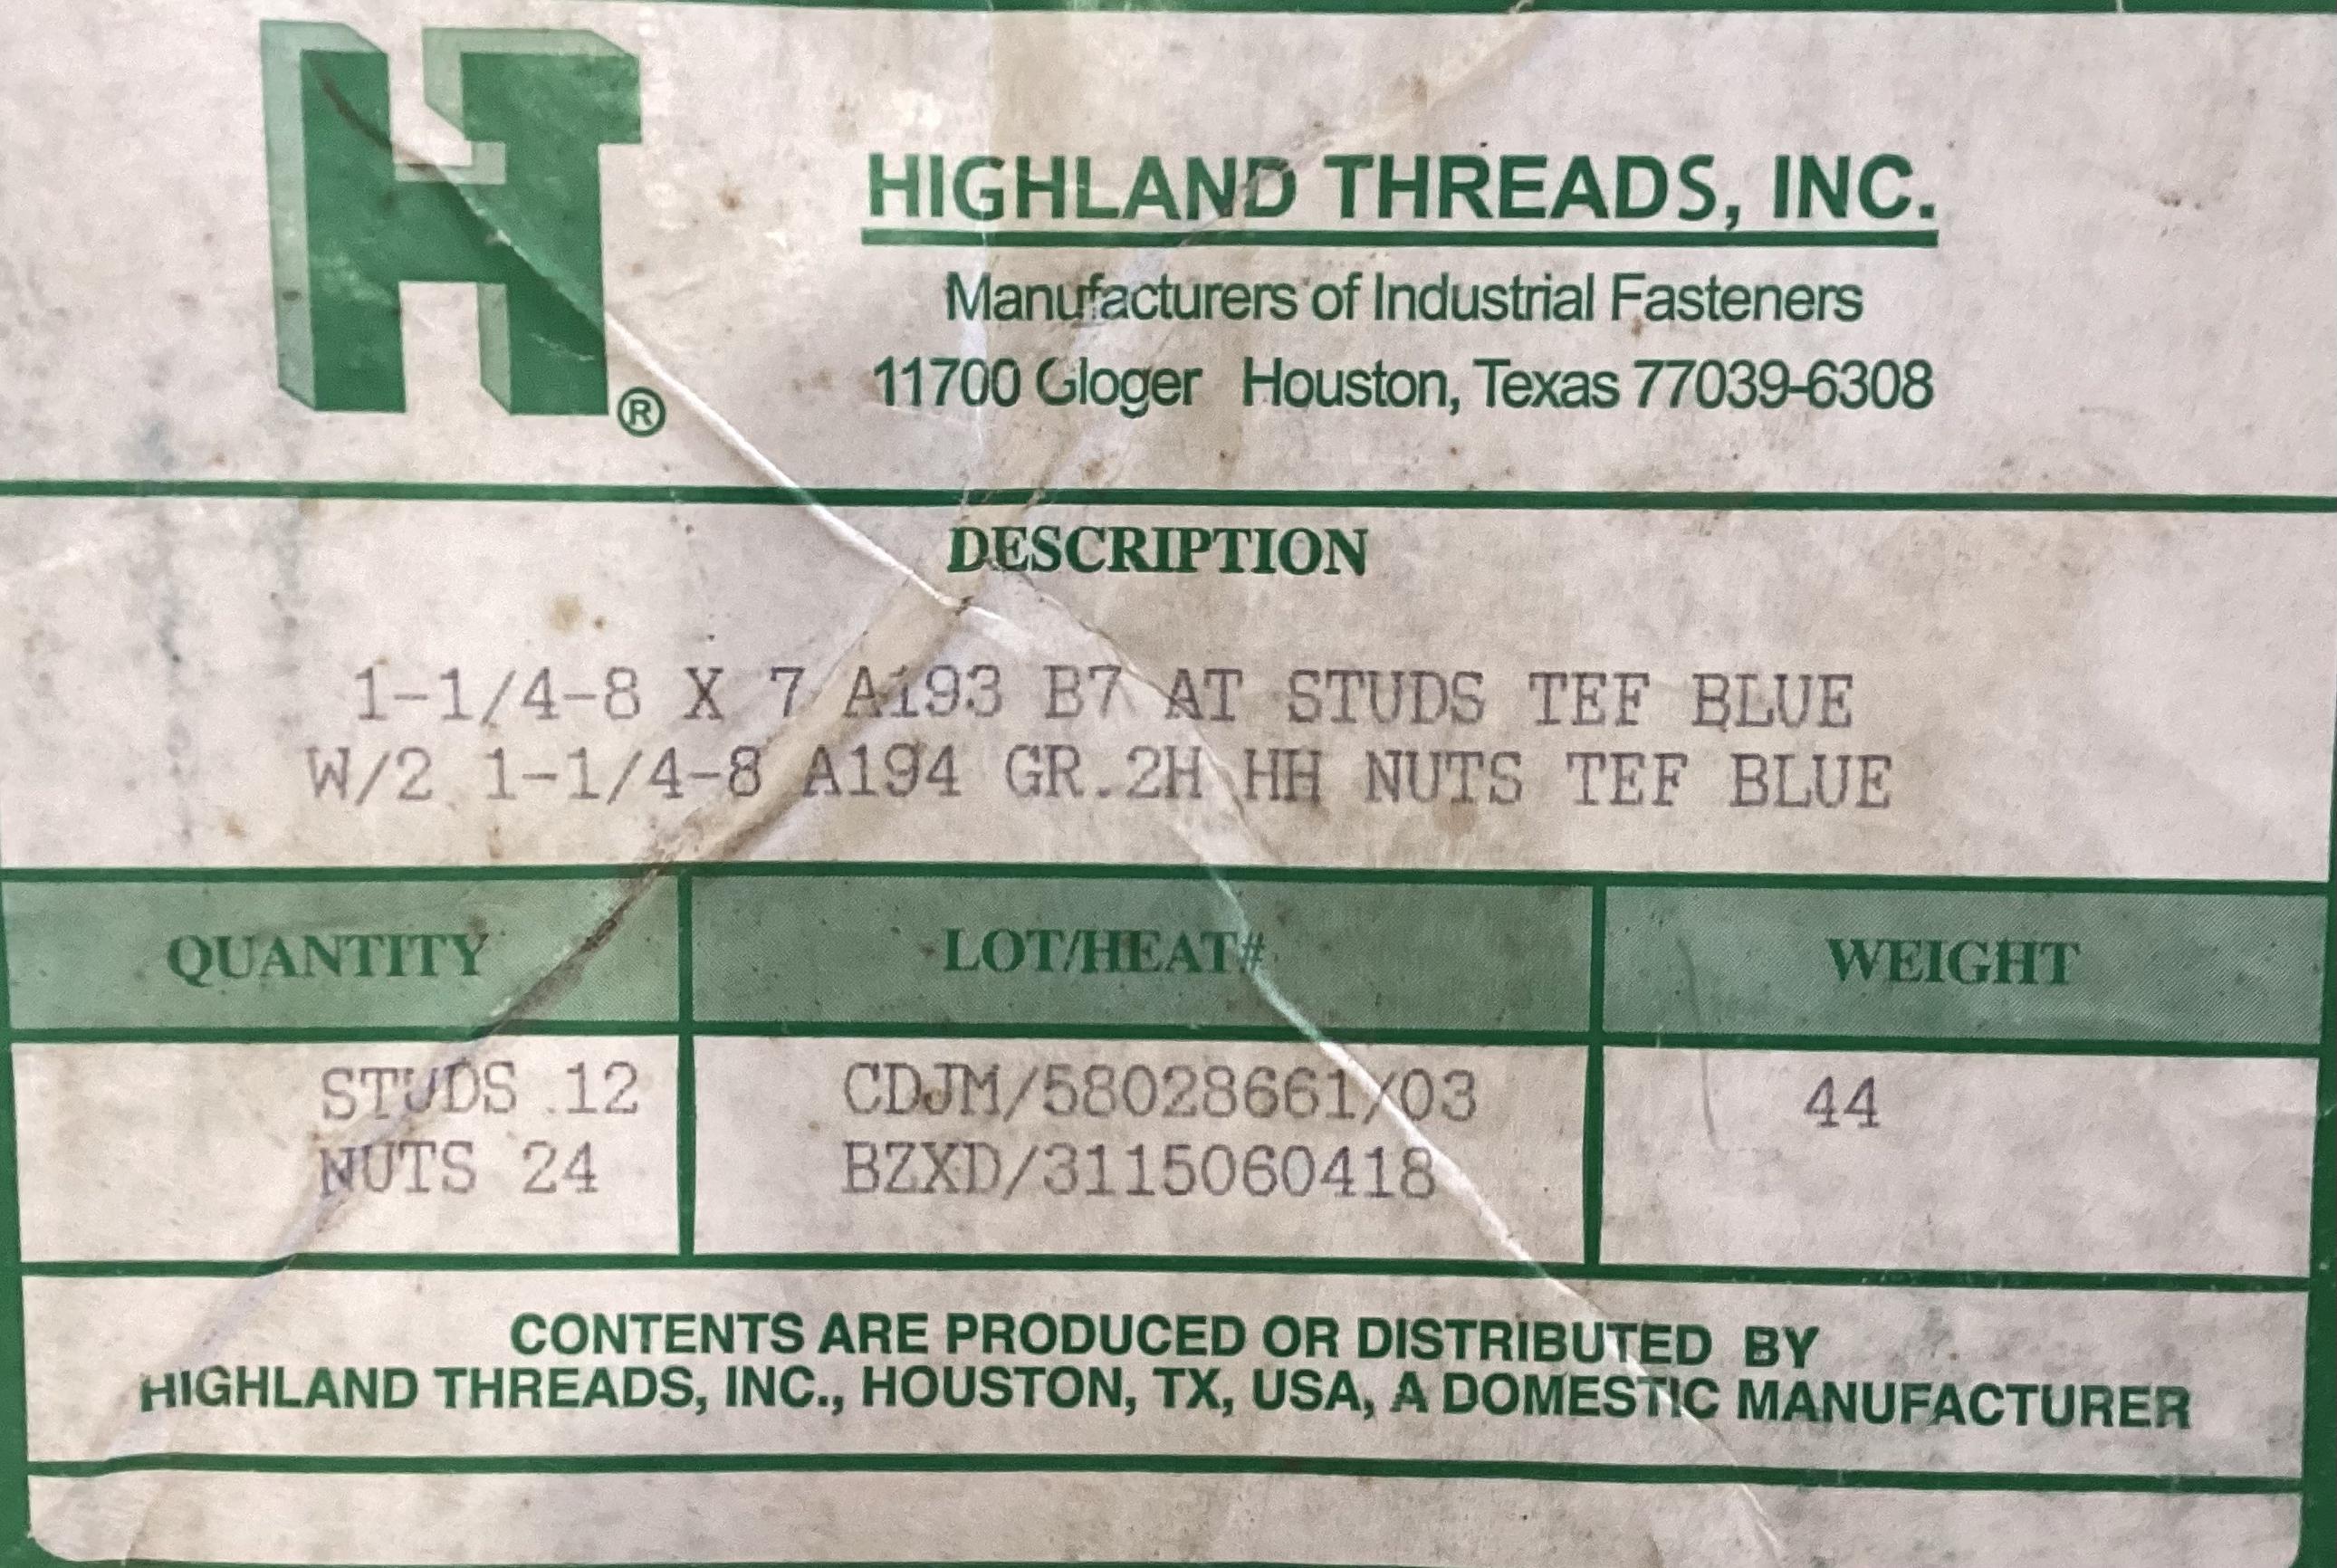 HT®
HIGHLAND THREADS, INC.
Manufacturers of Industrial Fasteners
11700 Gloger Houston, Texas 77039-6308
DESCRIPTION
1-1/4-8 X 7 A193 B7 AT STUDS TEF BLUE
W/2 1-1/4-8 A194 GR.2H HH NUTS TEF BLUE
QUANTITY LOT/HEAT# WEIGHT
STUDS 12 CDJM/58028661/03 44
NUTS 24 BZXD/3115060418
CONTENTS ARE PRODUCED OR DISTRIBUTED BY
HIGHLAND THREADS, INC., HOUSTON, TX, USA, A DOMESTIC MANUFACTURER